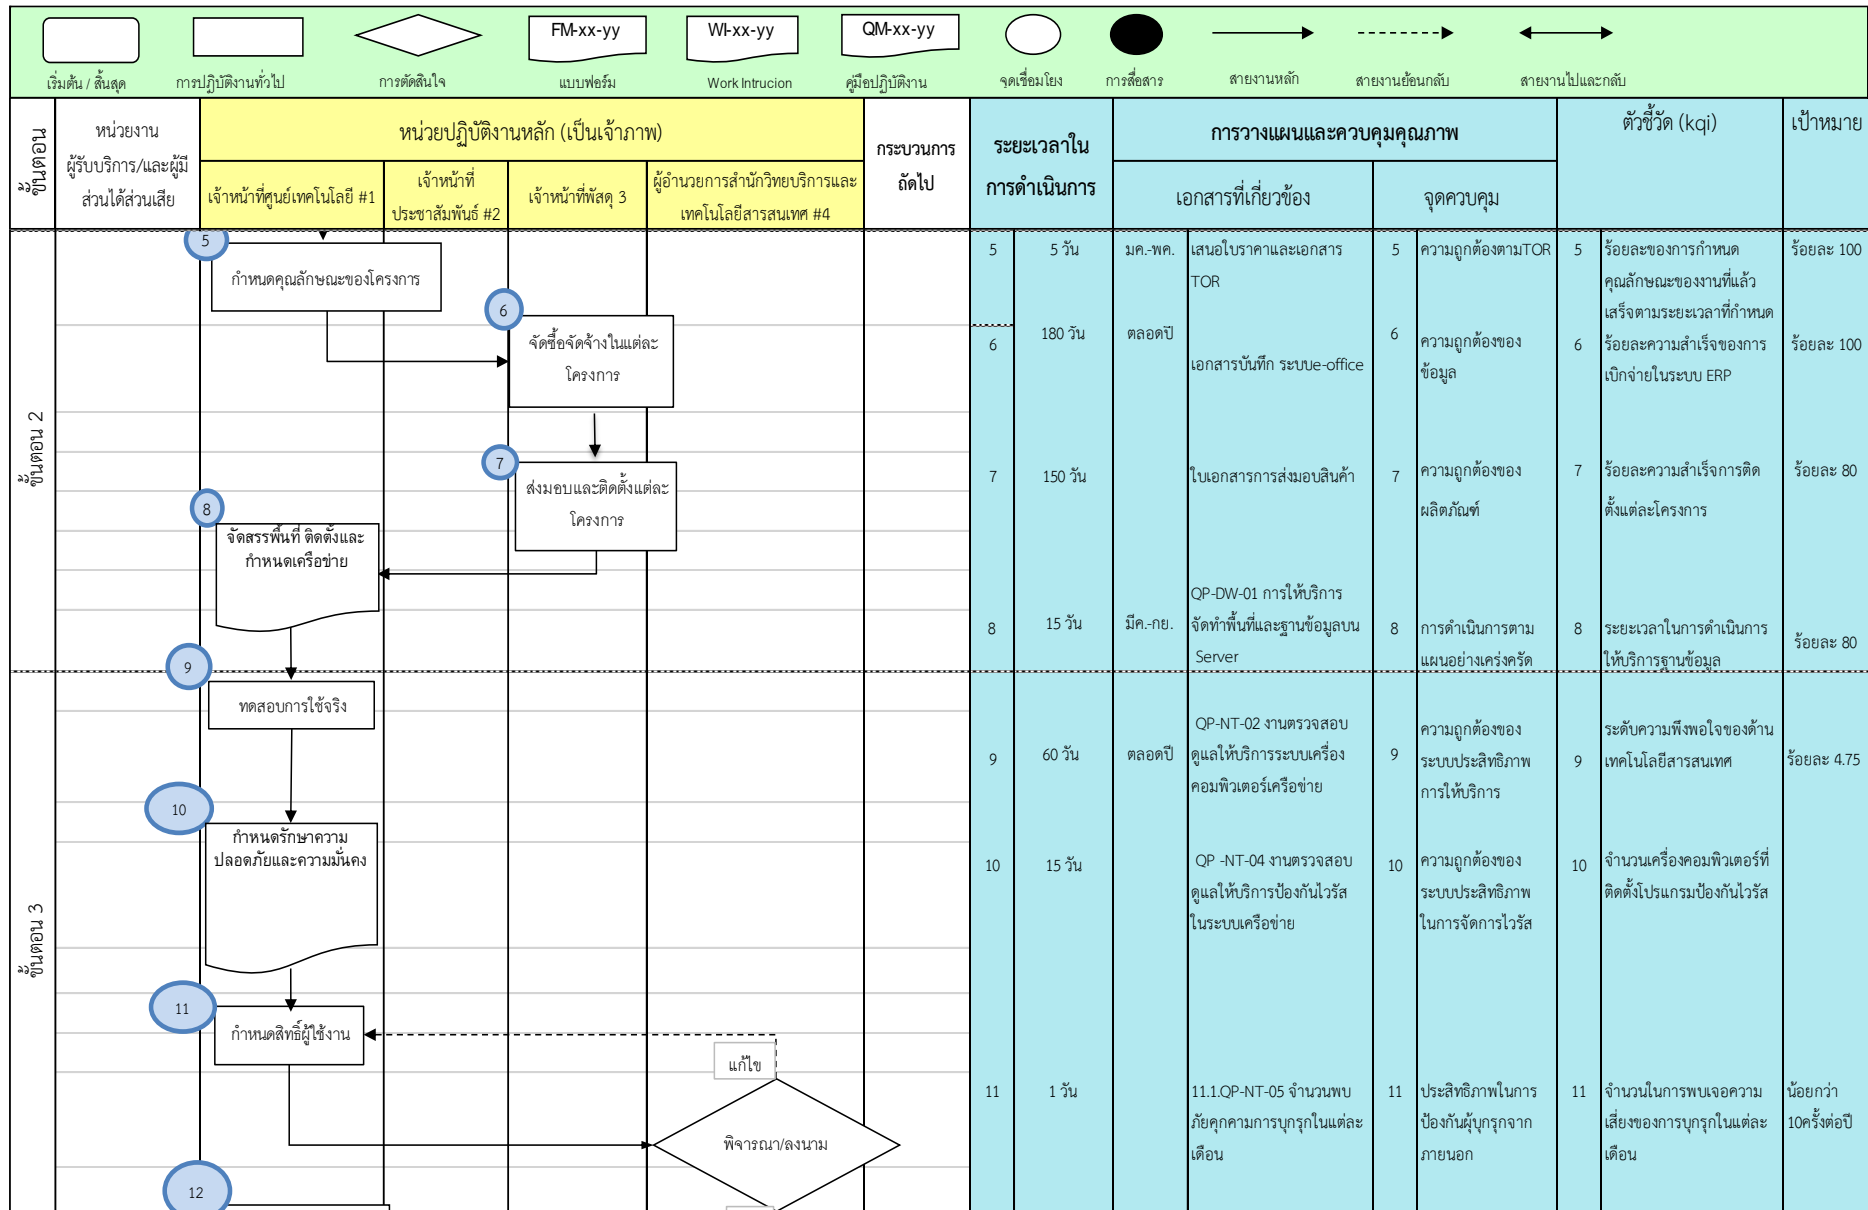 FM-xx-yy
WI-xx-yy
QM-xx-yy
เริ่มต้น / สิ้นสุด
การปฏิบัติงานทั่วไป
การตัดสินใจ
แบบฟอร์ม
Work Intrucion
คู่มือปฏิบัติงาน
จุดเชื่อมโยง
การสื่อสาร
สายงานหลัก
สายงานย้อนกลับ
สายงานไปและกลับ
ขั้นตอน
หน่วยงาน
ผู้รับบริการ/และผู้มี
ส่วนได้ส่วนเสีย
หน่วยปฏิบัติงานหลัก (เป็นเจ้าภาพ)
เจ้าหน้าที่ศูนย์เทคโนโลยี #1
เจ้าหน้าที่
ประชาสัมพันธ์ #2
เจ้าหน้าที่พัสดุ 3
ผู้อำนวยการสำนักวิทยบริการและ
เทคโนโลยีสารสนเทศ #4
กระบวนการ
ถัดไป
ระยะเวลาใน
การดำเนินการ
การวางแผนและควบคุมคุณภาพ
เอกสารที่เกี่ยวข้อง
จุดควบคุม
ตัวชี้วัด (kqi)
เป้าหมาย
ขั้นตอน 2
5
กำหนดคุณลักษณะของโครงการ
6
จัดซื้อจัดจ้างในแต่ละ
โครงการ
7
ส่งมอบและติดตั้งแต่ละ
โครงการ
8
จัดสรรพื้นที่ ติดตั้งและ
กำหนดเครือข่าย
ขั้นตอน 3
9
ทดสอบการใช้จริง
10
กำหนดรักษาความ
ปลอดภัยและความมั่นคง
11
กำหนดสิทธิ์ผู้ใช้งาน
แก้ไข
พิจารณา/ลงนาม
12
5
5 วัน
มค.-พค.
เสนอใบราคาและเอกสาร
TOR
5
ความถูกต้องตามTOR
5
ร้อยละของการกำหนด
คุณลักษณะของงานที่แล้ว
เสร็จตามระยะเวลาที่กำหนด
ร้อยละ 100
6
180 วัน
ตลอดปี
เอกสารบันทึก ระบบe-office
6
ความถูกต้องของ
ข้อมูล
6
ร้อยละความสำเร็จของการ
เบิกจ่ายในระบบ ERP
ร้อยละ 100
7
150 วัน
ใบเอกสารการส่งมอบสินค้า
7
ความถูกต้องของ
ผลิตภัณฑ์
7
ร้อยละความสำเร็จการติด
ตั้งแต่ละโครงการ
ร้อยละ 80
8
15 วัน
มีค.-กย.
QP-DW-01 การให้บริการ
จัดทำพื้นที่และฐานข้อมูลบน
Server
8
การดำเนินการตาม
แผนอย่างเคร่งครัด
8
ระยะเวลาในการดำเนินการ
ให้บริการฐานข้อมูล
ร้อยละ 80
9
60 วัน
ตลอดปี
QP-NT-02 งานตรวจสอบ
ดูแลให้บริการระบบเครื่อง
คอมพิวเตอร์เครือข่าย
9
ความถูกต้องของ
ระบบประสิทธิภาพ
การให้บริการ
9
ระดับความพึงพอใจของด้าน
เทคโนโลยีสารสนเทศ
ร้อยละ 4.75
10
15 วัน
QP -NT-04 งานตรวจสอบ
ดูแลให้บริการป้องกันไวรัส
ในระบบเครือข่าย
10
ความถูกต้องของ
ระบบประสิทธิภาพ
ในการจัดการไวรัส
10
จำนวนเครื่องคอมพิวเตอร์ที่
ติดตั้งโปรแกรมป้องกันไวรัส
11
1 วัน
11.1.QP-NT-05 จำนวนพบ
ภัยคุกคามการบุกรุกในแต่ละ
เดือน
11
ประสิทธิภาพในการ
ป้องกันผู้บุกรุกจาก
ภายนอก
11
จำนวนในการพบเจอความ
เสี่ยงของการบุกรุกในแต่ละ
เดือน
น้อยกว่า
10ครั้งต่อปี